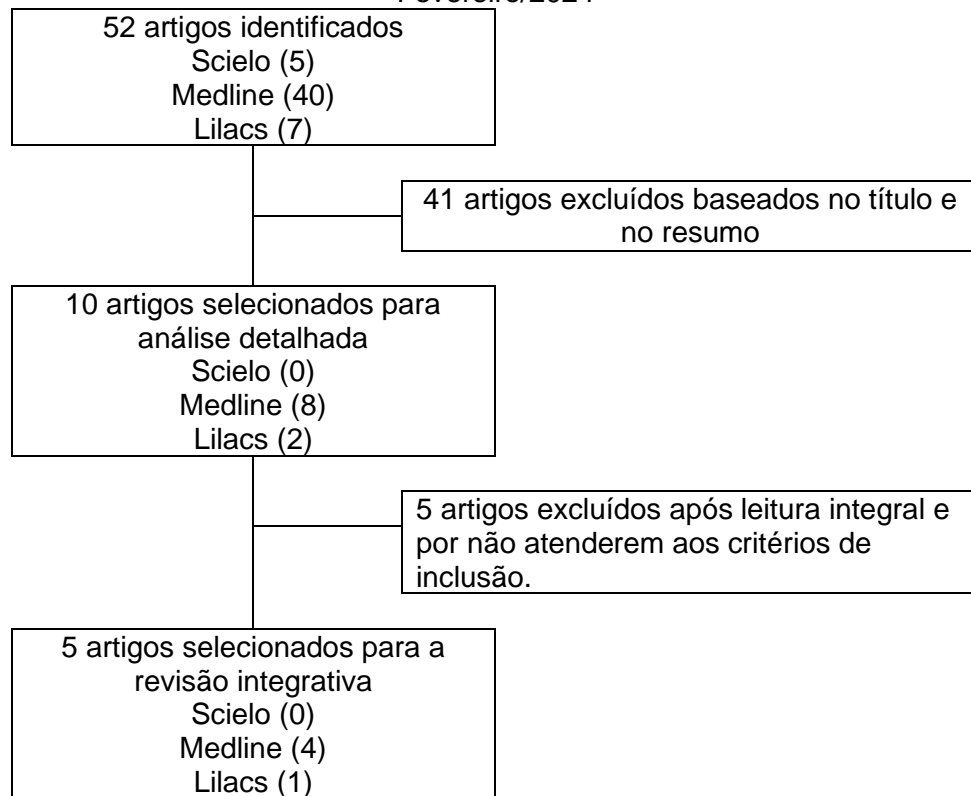 52 artigos identificados
Scielo (5)
Medline (40)
Lilacs (7)
41 artigos excluídos baseados no título e
no resumo
10 artigos selecionados para
análise detalhada
Scielo (0)
Medline (8)
Lilacs (2)
5 artigos excluídos após leitura integral e
por não atenderem aos critérios de
inclusão.
5 artigos selecionados para a
revisão integrativa
Scielo (0)
Medline (4)
Lilacs (1)